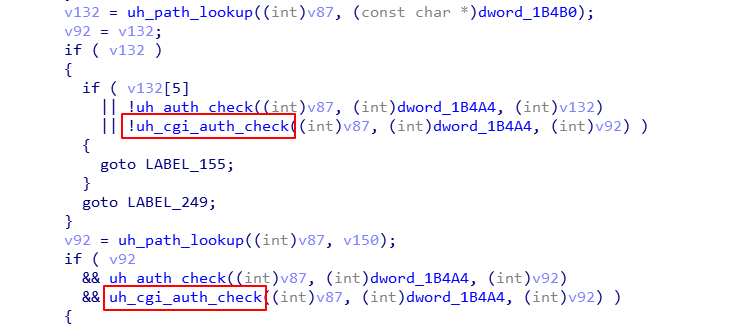 v132 = uh_path_lookup((int)v87, (const char *)dword_1B4B0);
v92 = v132;
if ( v132 )
{
if ( v132[5]
|| !uh_auth_check((int)v87, (int)dword_1B4A4, (int)v132)
|| !uh_cgi_auth_check((int)v87, (int)dword_1B4A4, (int)v92) )
{
goto LABEL_155;
}
goto LABEL_249;
}
v92 = uh_path_lookup((int)v87, v150);
if ( v92
&& uh_auth_check((int)v87, (int)dword_1B4A4, (int)v92)
&& uh_cgi_auth_check((int)v87, (int)dword_1B4A4, (int)v92) )
{